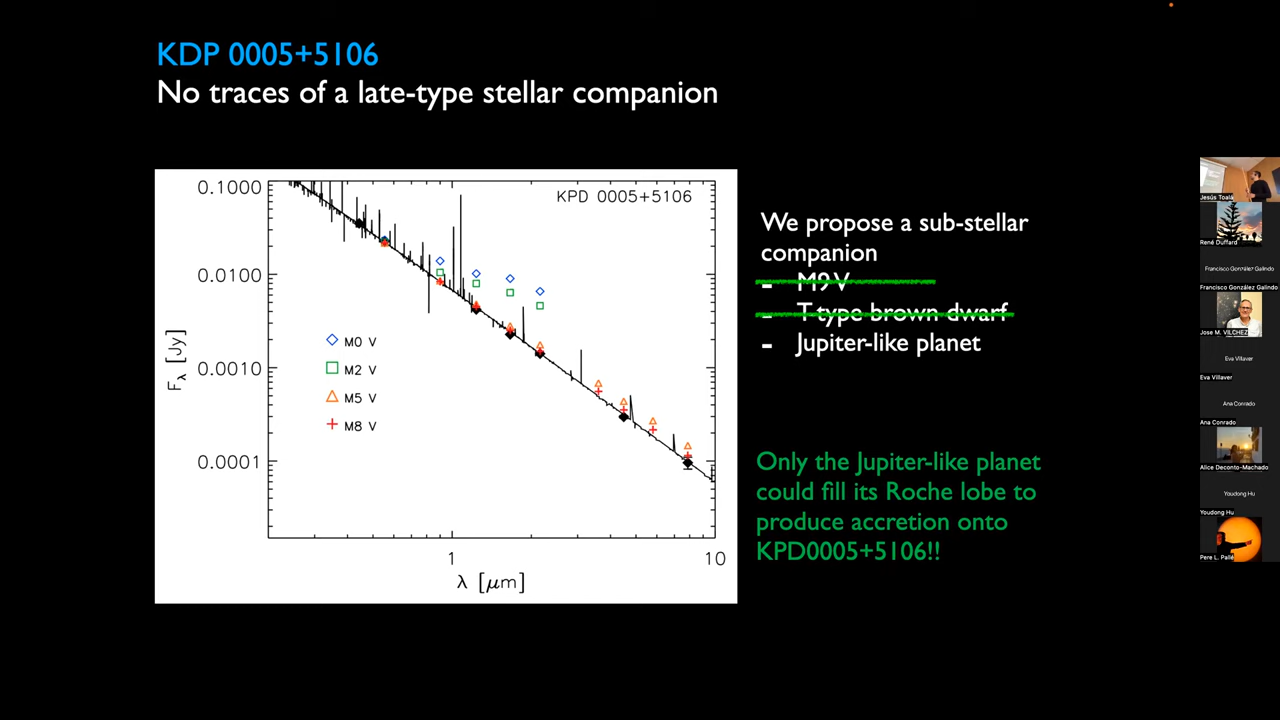 KDP 0005+5106
No traces of a late-type stellar companion
0.1000
0.0100
0.0010
0.0001
Fλ [Jy]
KPD 0005+5106
M0 V
M2 V
M5 V
M8 V
1
10
λ [μm]
We propose a sub-stellar
companion
- M9V
- T type brown dwarf
- Jupiter-like planet
Only the Jupiter-like planet
could fill its Roche lobe to
produce accretion onto
KPD0005+5106!!
Jesús Toalá
René Duffard
Francisco González Galindo
Francisco González Galindo
Jose M. VILCHEZ
Eva Villaver
Eva Villaver
Ana Conrado
Ana Conrado
Alice Deconto-Machado
Youdong Hu
Youdong Hu
Pere L. Pallé